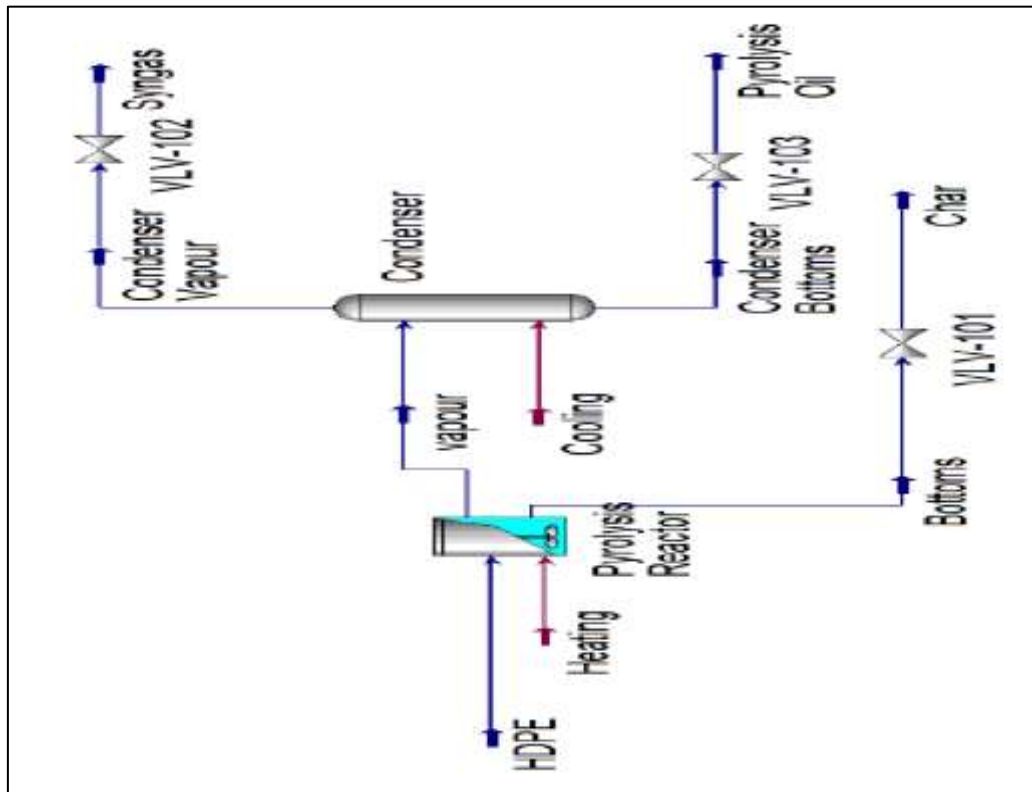 Syngas
VLV-102
Condenser
Vapour
Condenser
Pyrolysis
Oil
VLV-103
Condenser
Bottoms
Char
VLV-101
Bottoms
vapour
Cooling
Pyrolysis
Reactor
Heating
HDPE